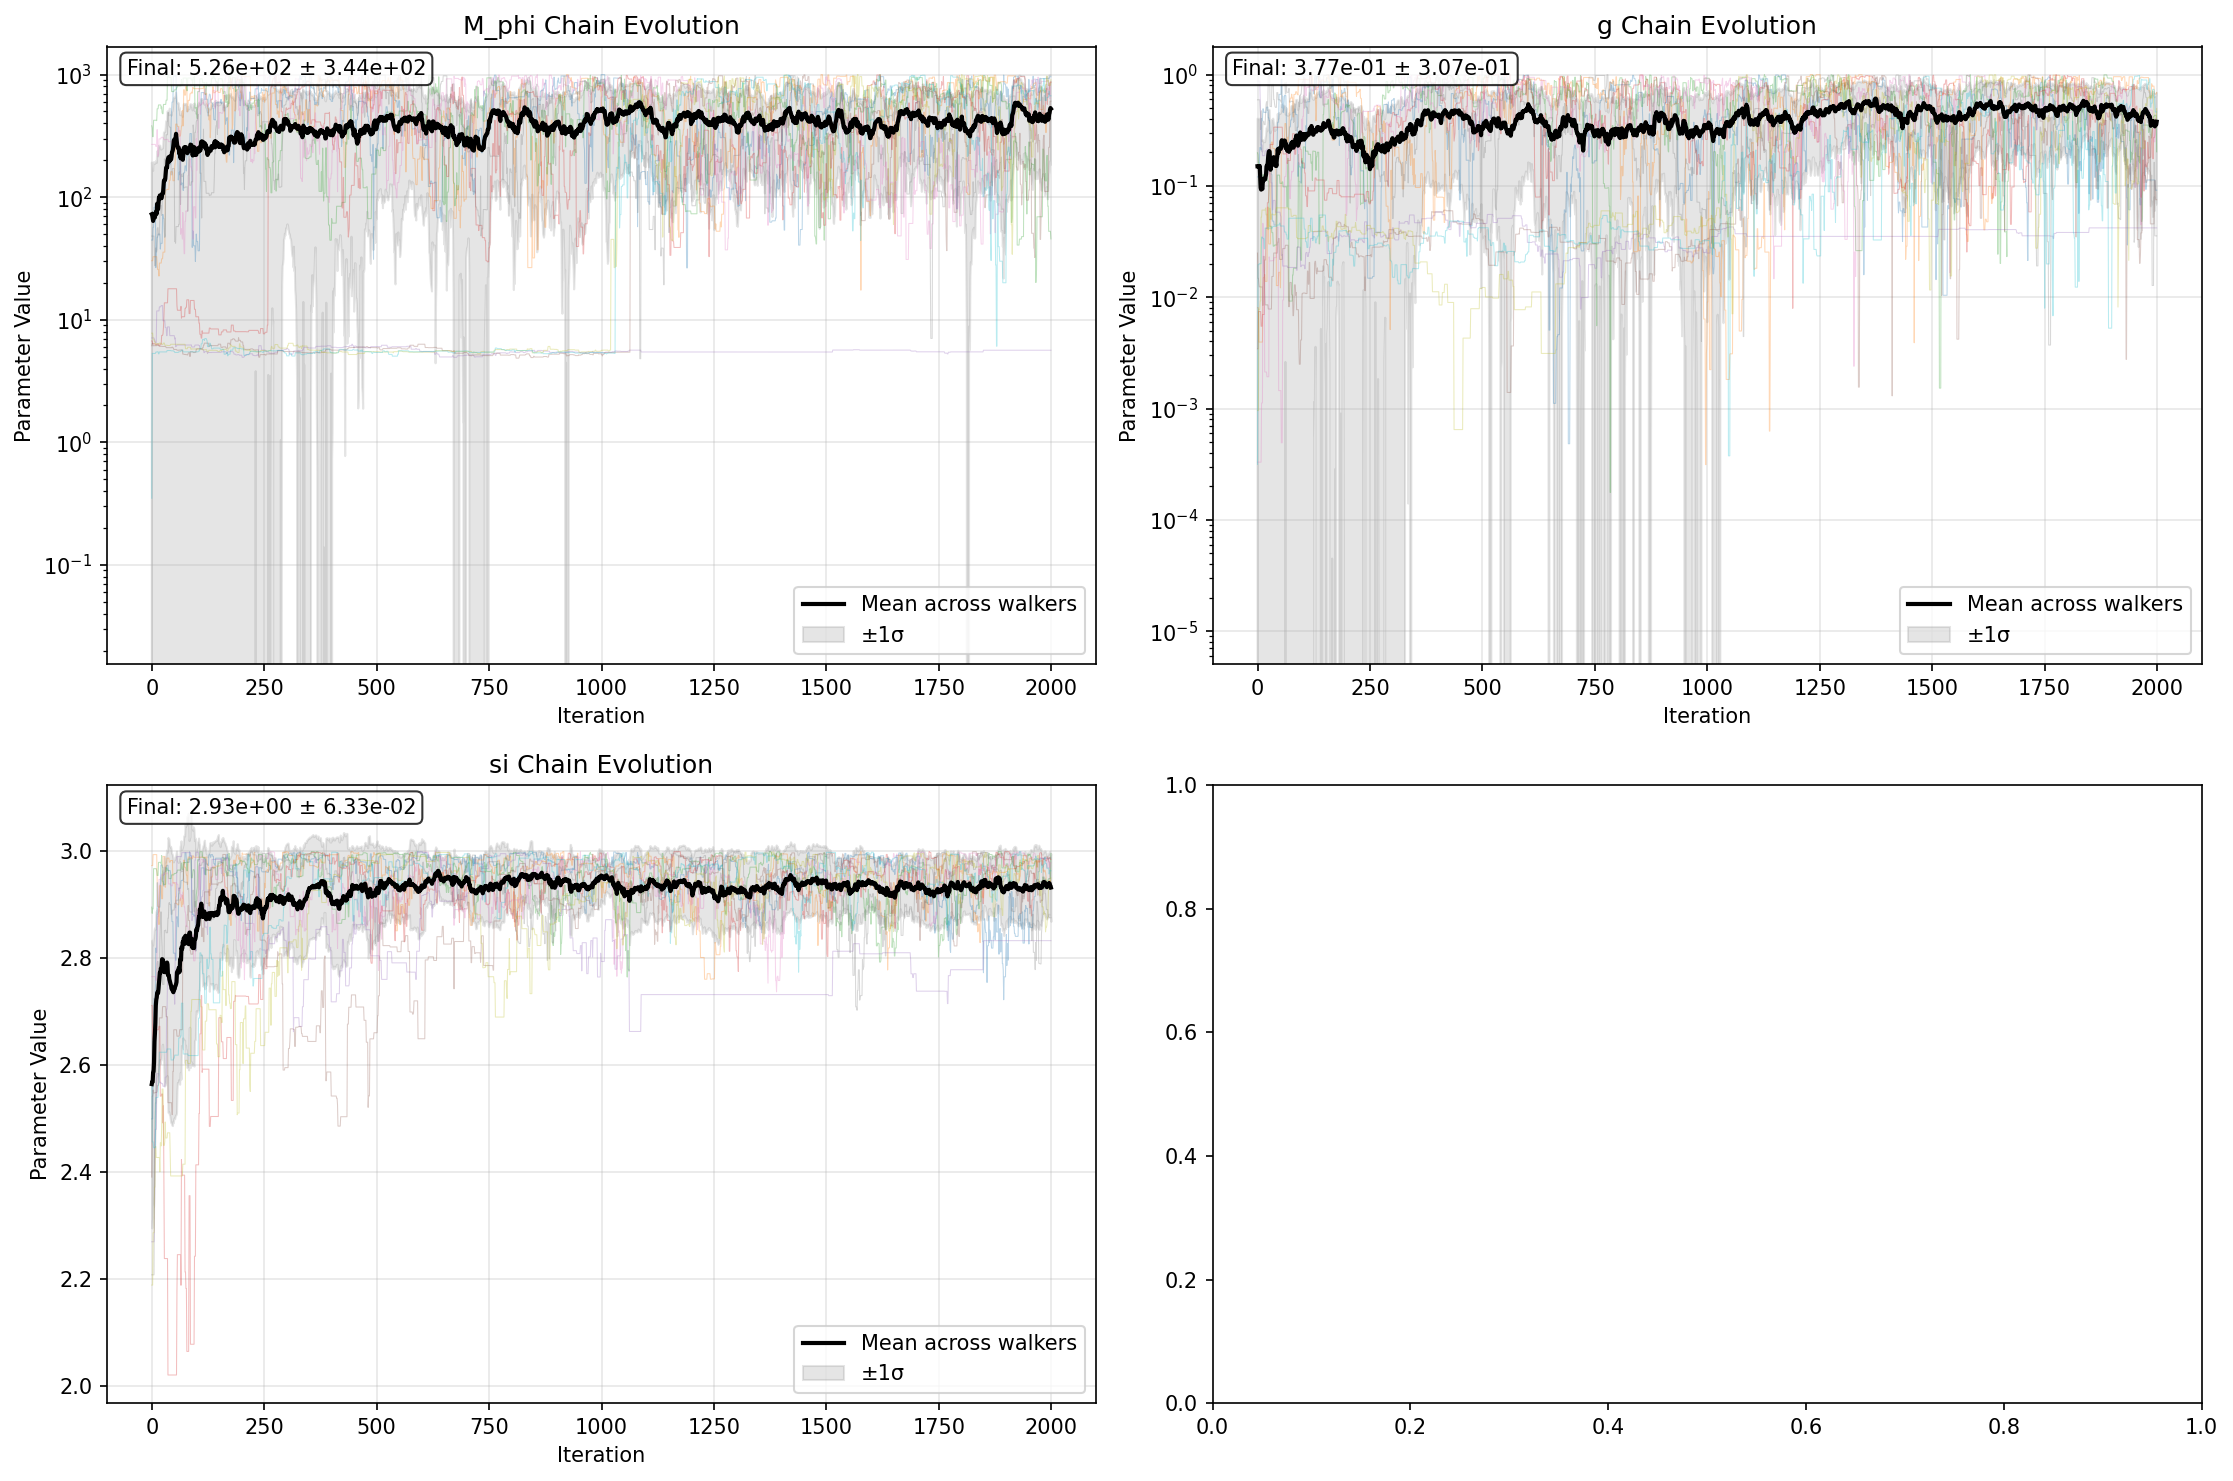 M_phi Chain Evolution
Final: 5.26e+02 ± 3.44e+02
Parameter Value
10³
10²
10¹
10⁰
10⁻¹
Mean across walkers
±1σ
0 250 500 750 1000 1250 1500 1750 2000
Iteration
g Chain Evolution
Final: 3.77e-01 ± 3.07e-01
Parameter Value
10⁰
10⁻¹
10⁻²
10⁻³
10⁻⁴
10⁻⁵
Mean across walkers
±1σ
0 250 500 750 1000 1250 1500 1750 2000
Iteration
si Chain Evolution
Final: 2.93e+00 ± 6.33e-02
Parameter Value
3.0
2.8
2.6
2.4
2.2
2.0
Mean across walkers
±1σ
0 250 500 750 1000 1250 1500 1750 2000
Iteration
1.0
0.8
0.6
0.4
0.2
0.0
0.0 0.2 0.4 0.6 0.8 1.0